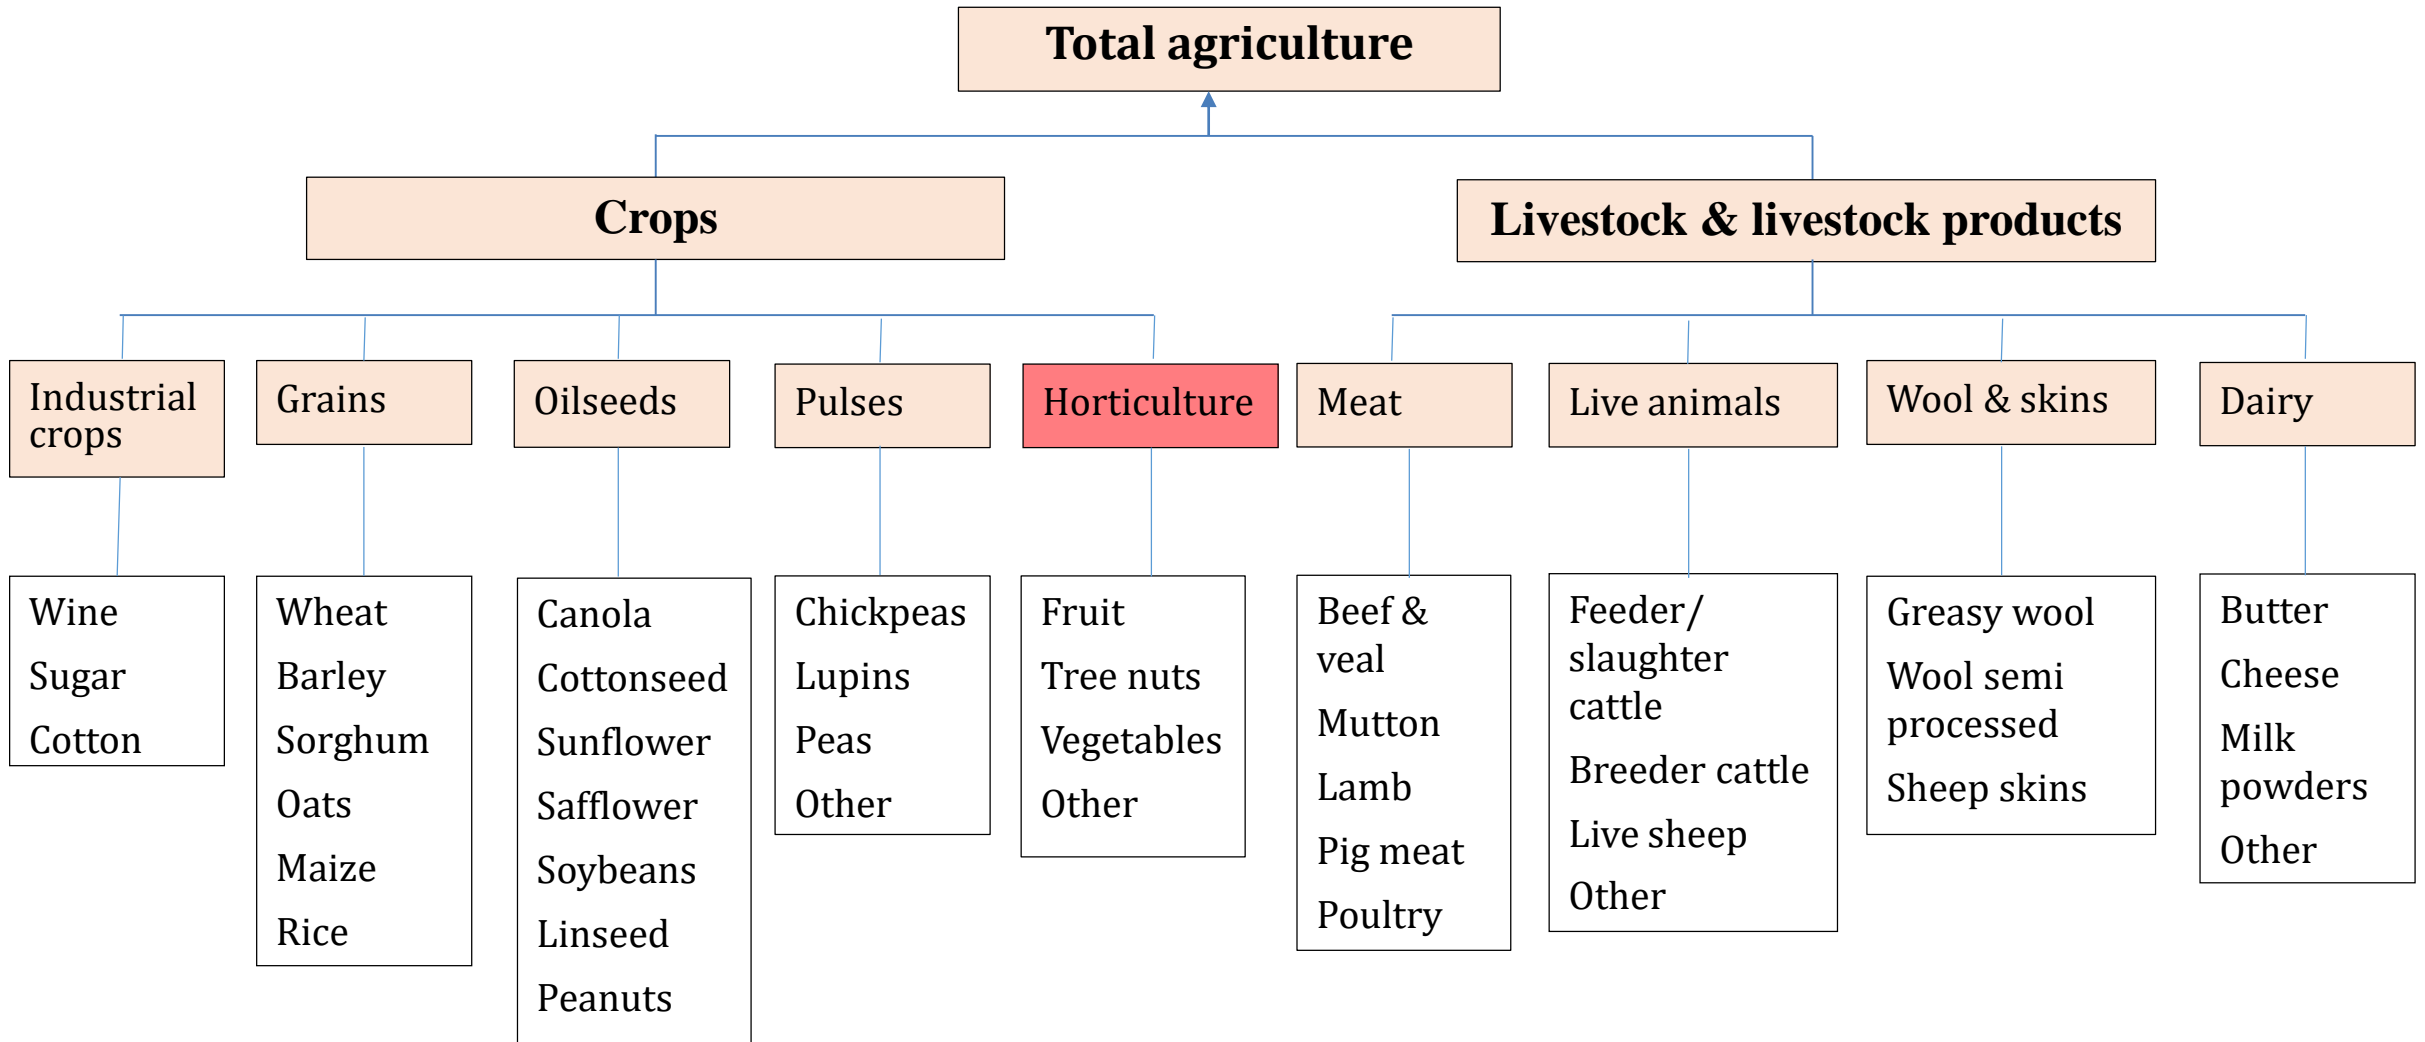 Total agriculture
Crops
Livestock & livestock products
Industrial
crops
Grains
Oilseeds
Pulses
Horticulture
Meat
Live animals
Wool & skins
Dairy
Wine
Sugar
Cotton
Wheat
Barley
Sorghum
Oats
Maize
Rice
Canola
Cottonseed
Sunflower
Safflower
Soybeans
Linseed
Peanuts
Chickpeas
Lupins
Peas
Other
Fruit
Tree nuts
Vegetables
Other
Beef &
veal
Mutton
Lamb
Pig meat
Poultry
Feeder/
slaughter
cattle
Breeder cattle
Live sheep
Other
Greasy wool
Wool semi
processed
Sheep skins
Butter
Cheese
Milk
powders
Other